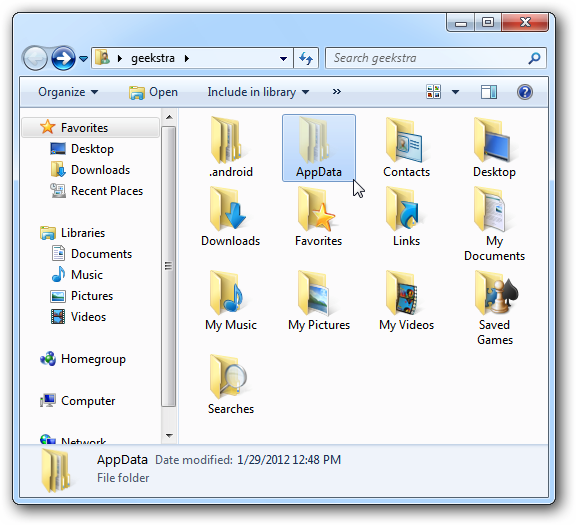 geekstra
Search geekstra
Organize Open Include in library »
Favorites
Desktop
Downloads
Recent Places
Libraries
Documents
Music
Pictures
Videos
Homegroup
Computer
Network
.android AppData Contacts Desktop
Downloads Favorites Links My
Documents
My Music My Pictures My Videos Saved
Games
Searches
AppData Date modified: 1/29/2012 12:48 PM
File folder